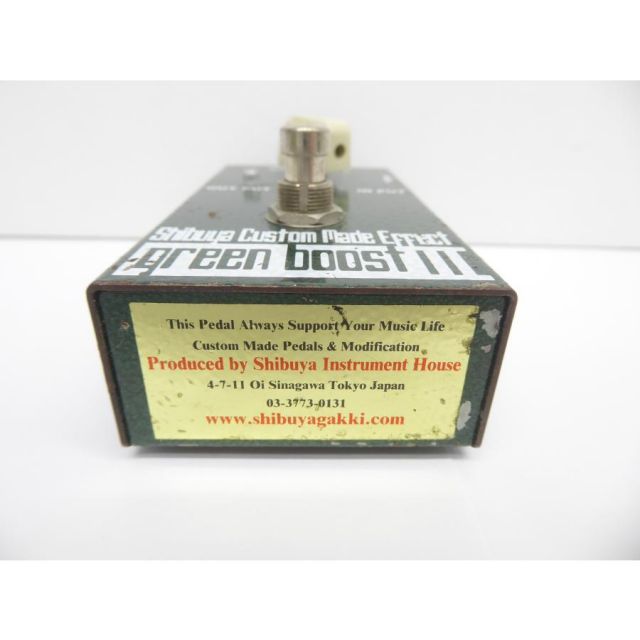 Shibuya Custom Made Effect
green boost III
This Pedal Always Support Your Music Life
Custom Made Pedals & Modification
Produced by Shibuya Instrument House
4-7-11 Oi Sinagawa Tokyo Japan
03-3773-0131
www.shibuyagakki.com